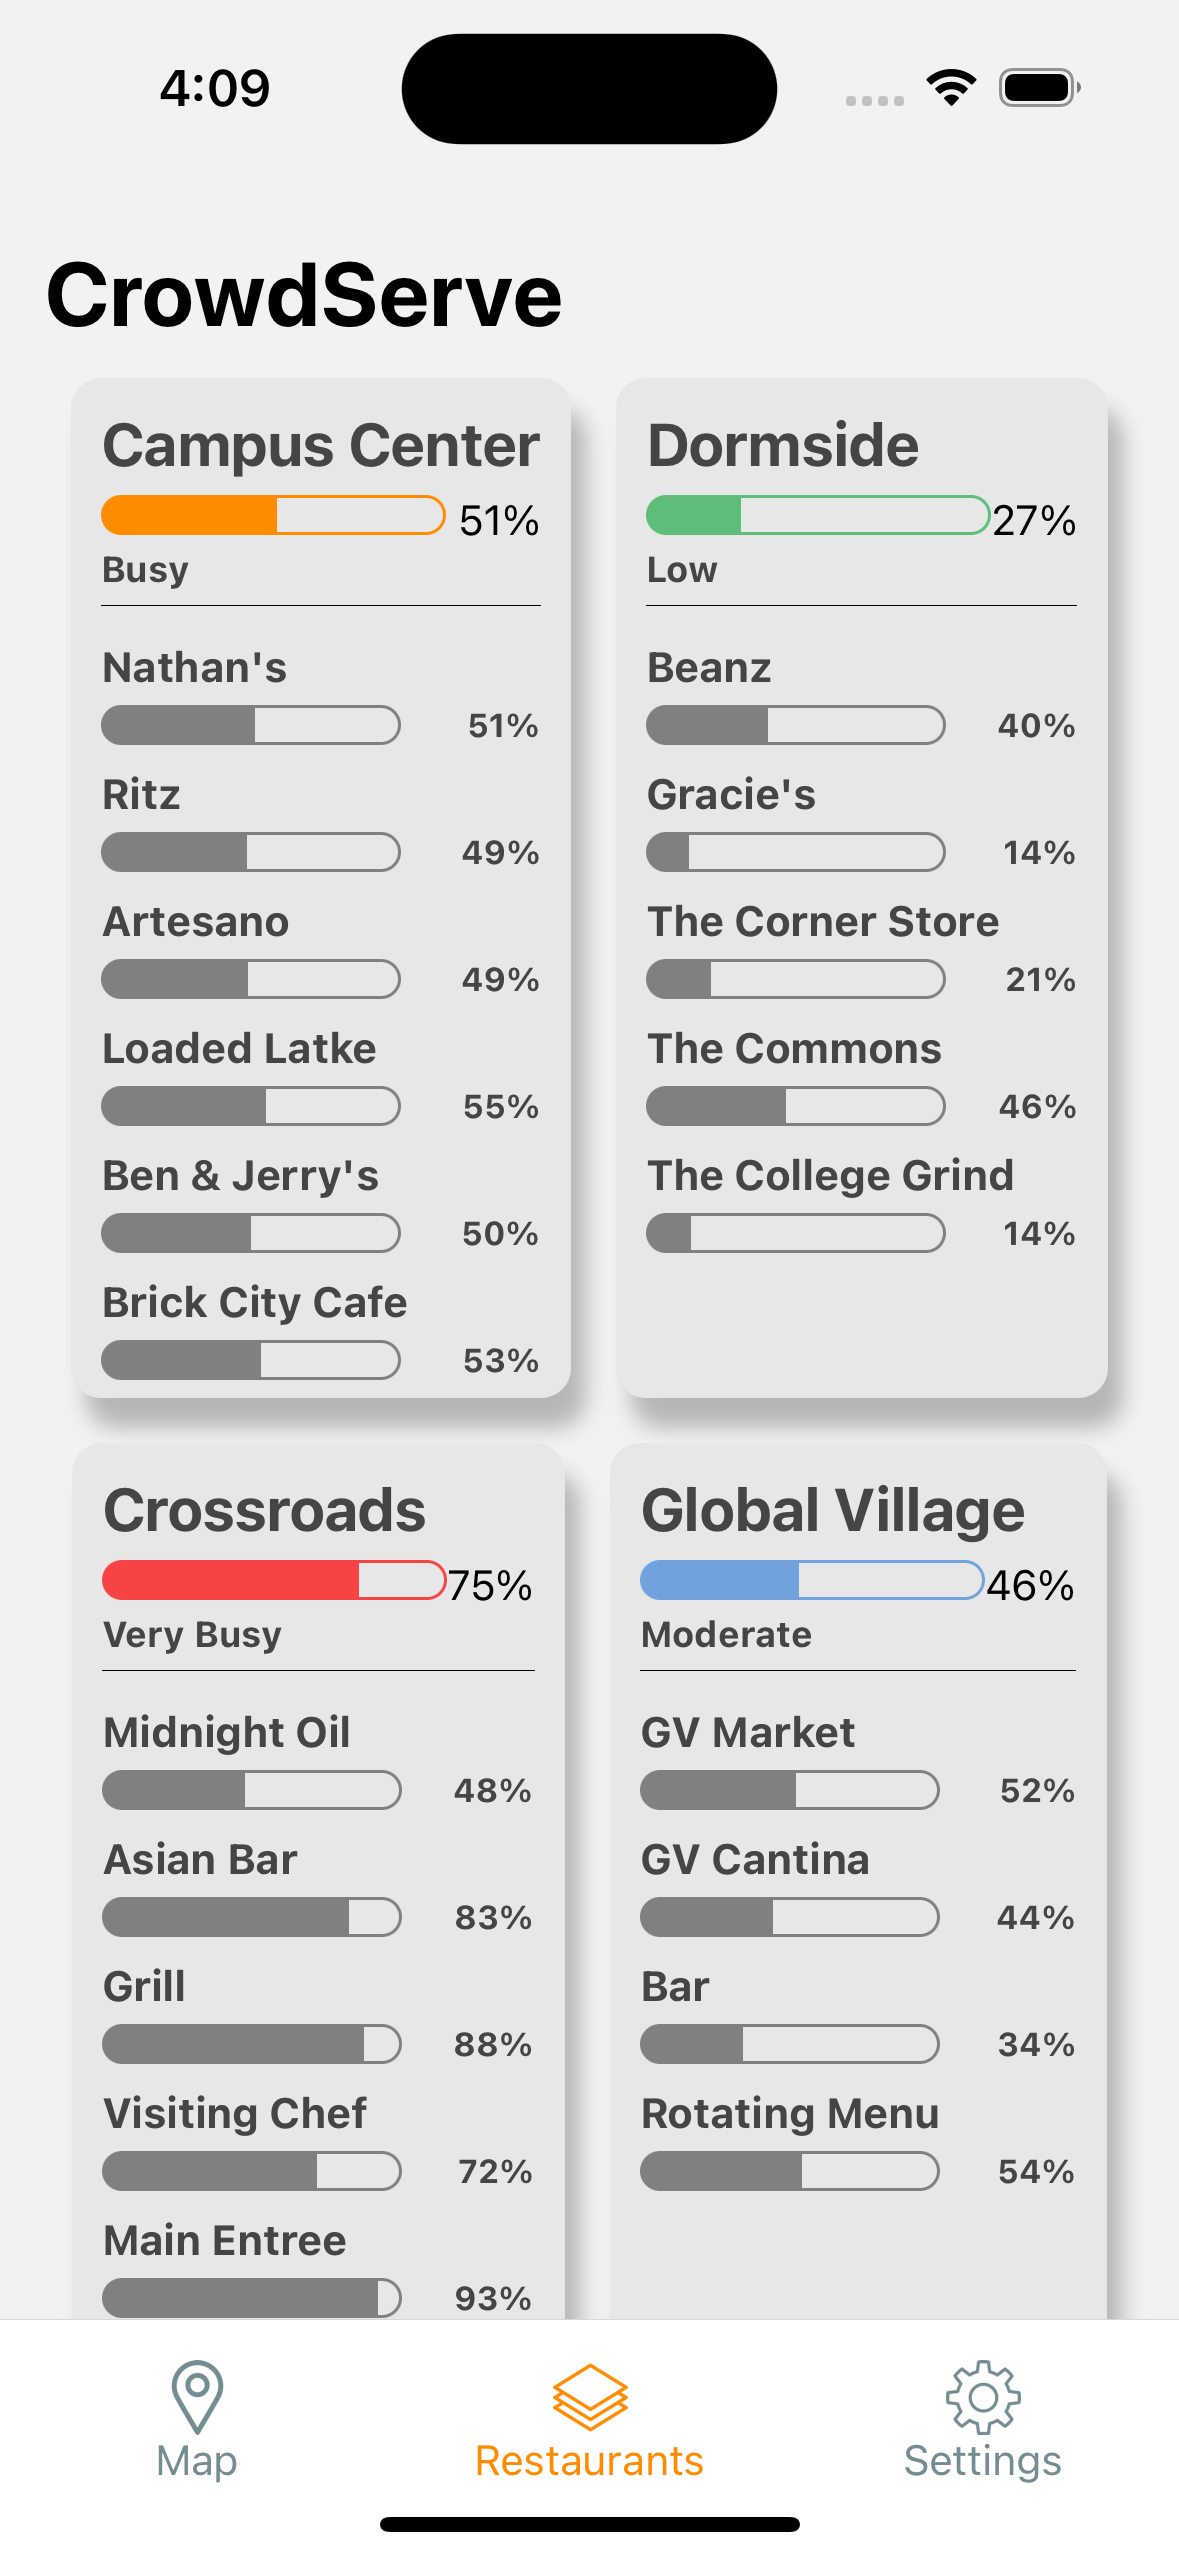 4:09
CrowdServe
Campus Center
51%
Busy
Nathan's
51%
Ritz
49%
Artesano
49%
Loaded Latke
55%
Ben & Jerry's
50%
Brick City Cafe
53%
Dormside
27%
Low
Beanz
40%
Gracie's
14%
The Corner Store
21%
The Commons
46%
The College Grind
14%
Crossroads
75%
Very Busy
Midnight Oil
48%
Asian Bar
83%
Grill
88%
Visiting Chef
72%
Main Entree
93%
Global Village
46%
Moderate
GV Market
52%
GV Cantina
44%
Bar
34%
Rotating Menu
54%
Map
Restaurants
Settings